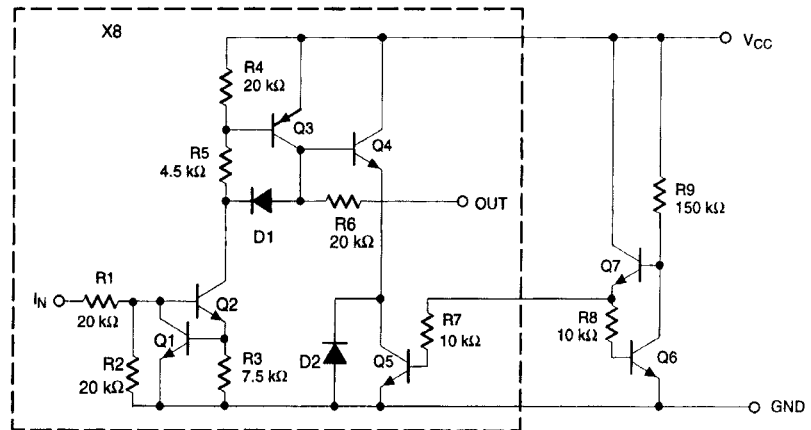 X8
VCC
R4
20 kΩ
Q3
Q4
R5
4.5 kΩ
R9
150 kΩ
OUT
D1
R6
20 kΩ
Q7
IN
R1
20 kΩ
Q2
Q1
R2
20 kΩ
R3
7.5 kΩ
D2
Q5
R7
10 kΩ
R8
10 kΩ
Q6
GND